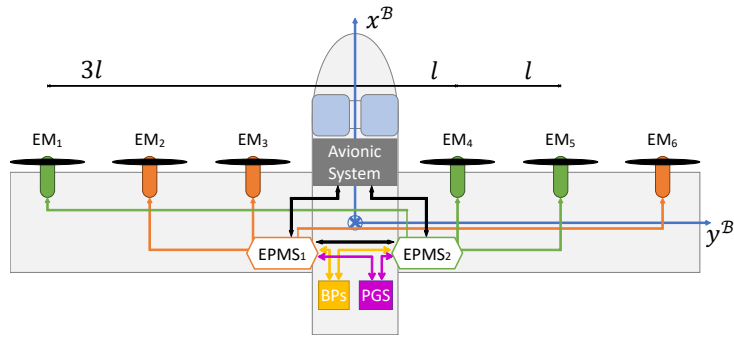 x^B
3l
l
l
EM₁
EM₂
EM₃
EM₄
EM₅
EM₆
Avionic
System
y^B
EPMS₁
EPMS₂
BPs
PGS